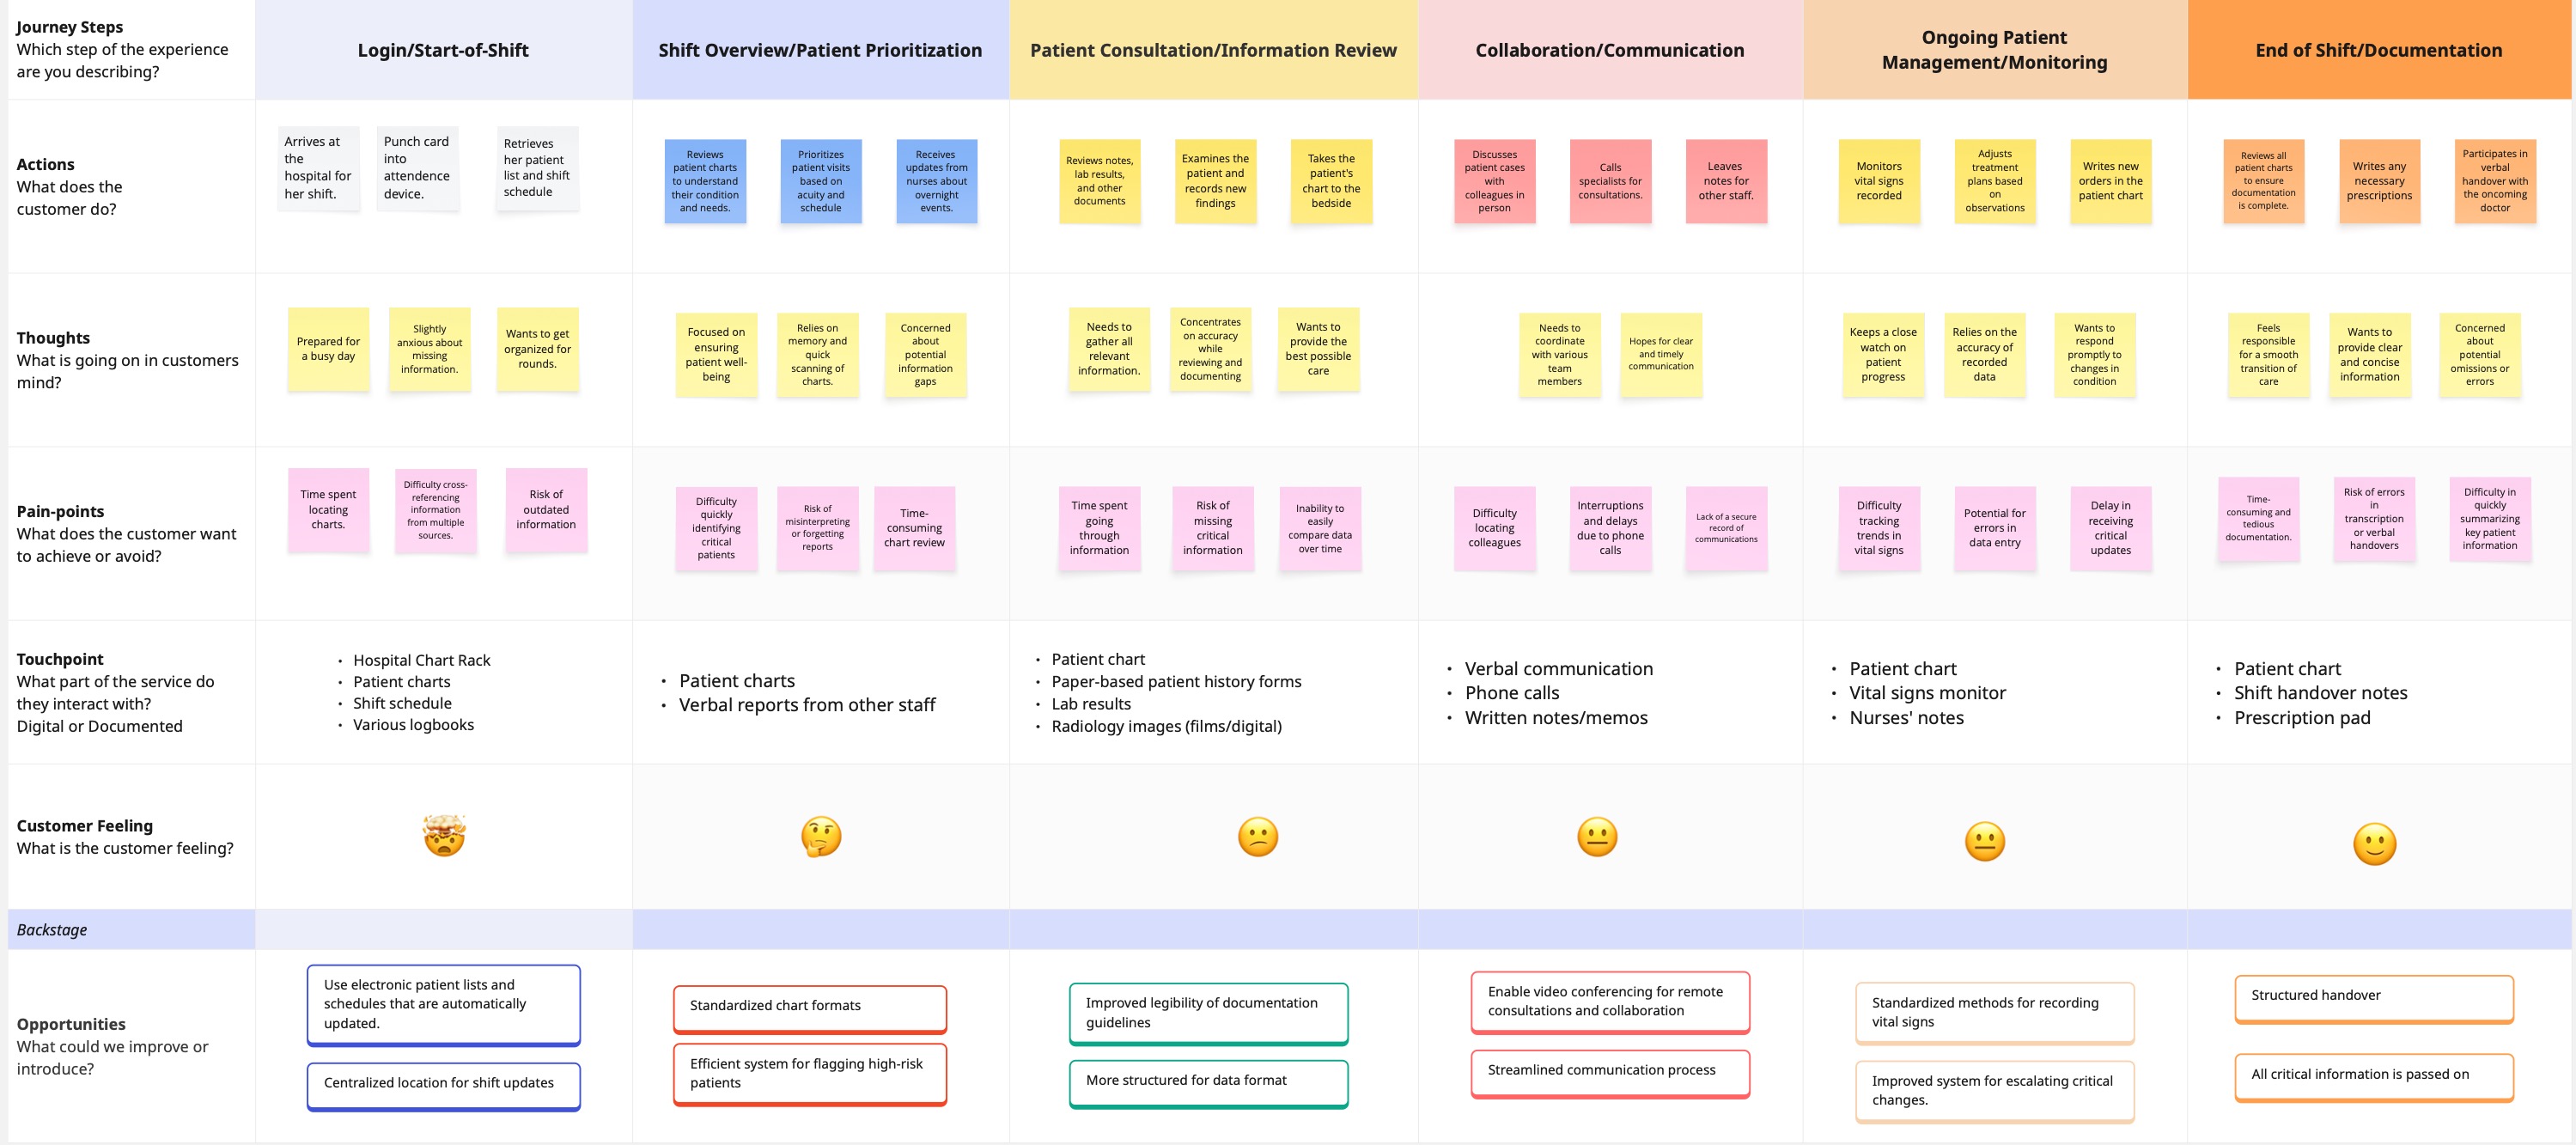 Journey Steps
Which step of the experience
are you describing?
Login/Start-of-Shift
Shift Overview/Patient Prioritization
Patient Consultation/Information Review
Collaboration/Communication
Ongoing Patient
Management/Monitoring
End of Shift/Documentation
Actions
What does the
customer do?
Arrives at
the
hospital for
her shift.
Punch card
into
attendence
device.
Retrieves
her patient
list and shift
schedule
Reviews
patient charts
to understand
their condition
and needs.
Prioritizes
patient visits
based on
acuity and
schedule
Receives
updates from
nurses about
overnight
events.
Reviews notes,
lab results,
and other
documents
Examines the
patient and
records new
findings
Takes the
patient's
chart to the
bedside
Discusses
patient cases
with
colleagues in
person
Calls
specialists for
consultations.
Leaves
notes for
other staff.
Monitors
vital signs
recorded
Adjusts
treatment
plans based
on
observations
Writes new
orders in the
patient chart
Reviews all
patient charts
to ensure
documentation
is complete.
Writes any
necessary
prescriptions
Participates in
verbal
handover with
the oncoming
doctor
Thoughts
What is going on in customers
mind?
Prepared for
a busy day
Slightly
anxious about
missing
information.
Wants to get
organized for
rounds.
Focused on
ensuring
patient well-
being
Relies on
memory and
quick
scanning of
charts.
Concerned
about
potential
information
gaps
Needs to
gather all
relevant
information.
Concentrates
on accuracy
while
reviewing and
documenting
Wants to
provide the
best possible
care
Needs to
coordinate
with various
team
members
Hopes for clear
and timely
communication
Keeps a close
watch on
patient
progress
Relies on the
accuracy of
recorded
data
Wants to
respond
promptly to
changes in
condition
Feels
responsible
for a smooth
transition of
care
Wants to
provide clear
and concise
information
Concerned
about
potential
omissions or
errors
Pain-points
What does the customer want
to achieve or avoid?
Time spent
locating
charts.
Difficulty cross-
referencing
information
from multiple
sources.
Risk of
outdated
information
Difficulty
quickly
identifying
critical
patients
Risk of
misinterpreting
or forgetting
reports
Time-
consuming
chart review
Time spent
going
through
information
Risk of
missing
critical
information
Inability to
easily
compare data
over time
Difficulty
locating
colleagues
Interruptions
and delays
due to phone
calls
Lack of a secure
record of
communications
Difficulty
tracking
trends in
vital signs
Potential for
errors in
data entry
Delay in
receiving
critical
updates
Time-
consuming and
tedious
documentation.
Risk of errors
in
transcription
or verbal
handovers
Difficulty in
quickly
summarizing
key patient
information
Touchpoint
What part of the service do
they interact with?
Digital or Documented
• Hospital Chart Rack
• Patient charts
• Shift schedule
• Various logbooks
• Patient charts
• Verbal reports from other staff
• Patient chart
• Paper-based patient history forms
• Lab results
• Radiology images (films/digital)
• Verbal communication
• Phone calls
• Written notes/memos
• Patient chart
• Vital signs monitor
• Nurses' notes
• Patient chart
• Shift handover notes
• Prescription pad
Customer Feeling
What is the customer feeling?
Backstage
Opportunities
What could we improve or
introduce?
Use electronic patient lists and
schedules that are automatically
updated.
Centralized location for shift updates
Standardized chart formats
Efficient system for flagging high-risk
patients
Improved legibility of documentation
guidelines
More structured for data format
Enable video conferencing for remote
consultations and collaboration
Streamlined communication process
Standardized methods for recording
vital signs
Improved system for escalating critical
changes.
Structured handover
All critical information is passed on